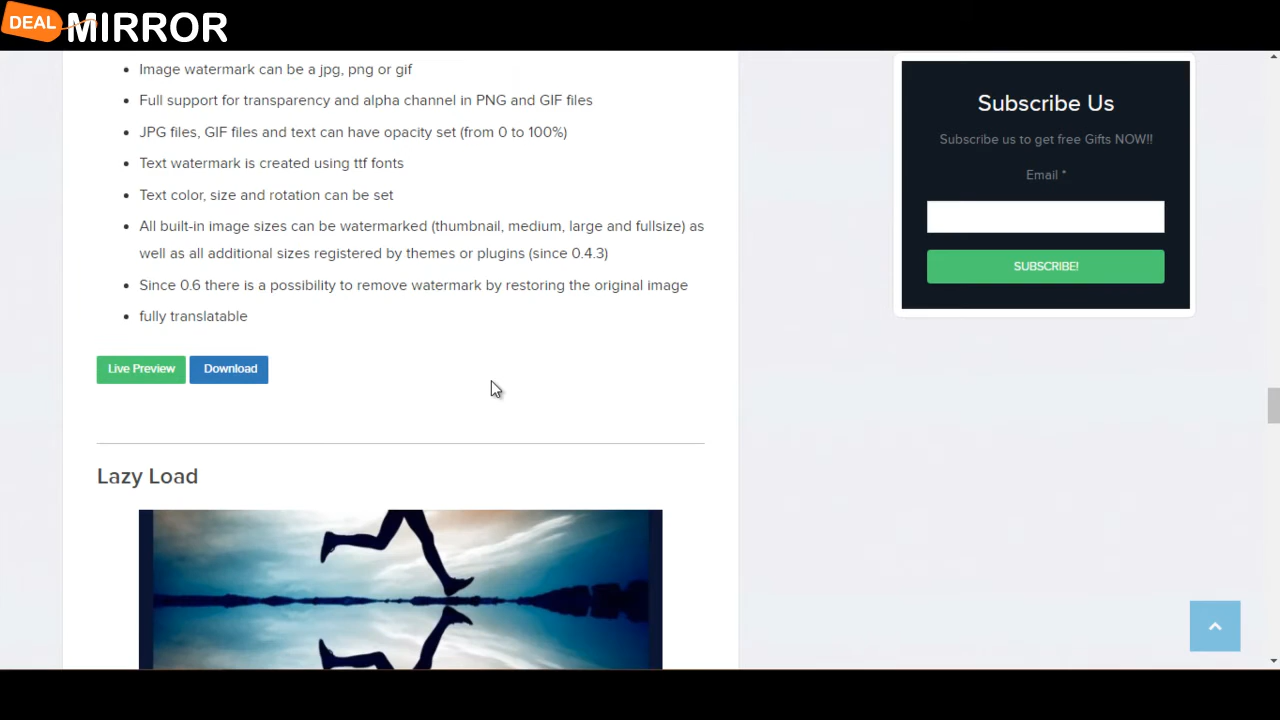 DEAL MIRROR
Image watermark can be a jpg, png or gif
Full support for transparency and alpha channel in PNG and GIF files
JPG files, GIF files and text can have opacity set (from 0 to 100%)
Text watermark is created using ttf fonts
Text color, size and rotation can be set
All built-in image sizes can be watermarked (thumbnail, medium, large and fullsize) as
well as all additional sizes registered by themes or plugins (since 0.4.3)
Since 0.6 there is a possibility to remove watermark by restoring the original image
fully translatable
Live Preview
Download
Lazy Load
Subscribe Us
Subscribe us to get free Gifts NOW!!
Email *
SUBSCRIBE!